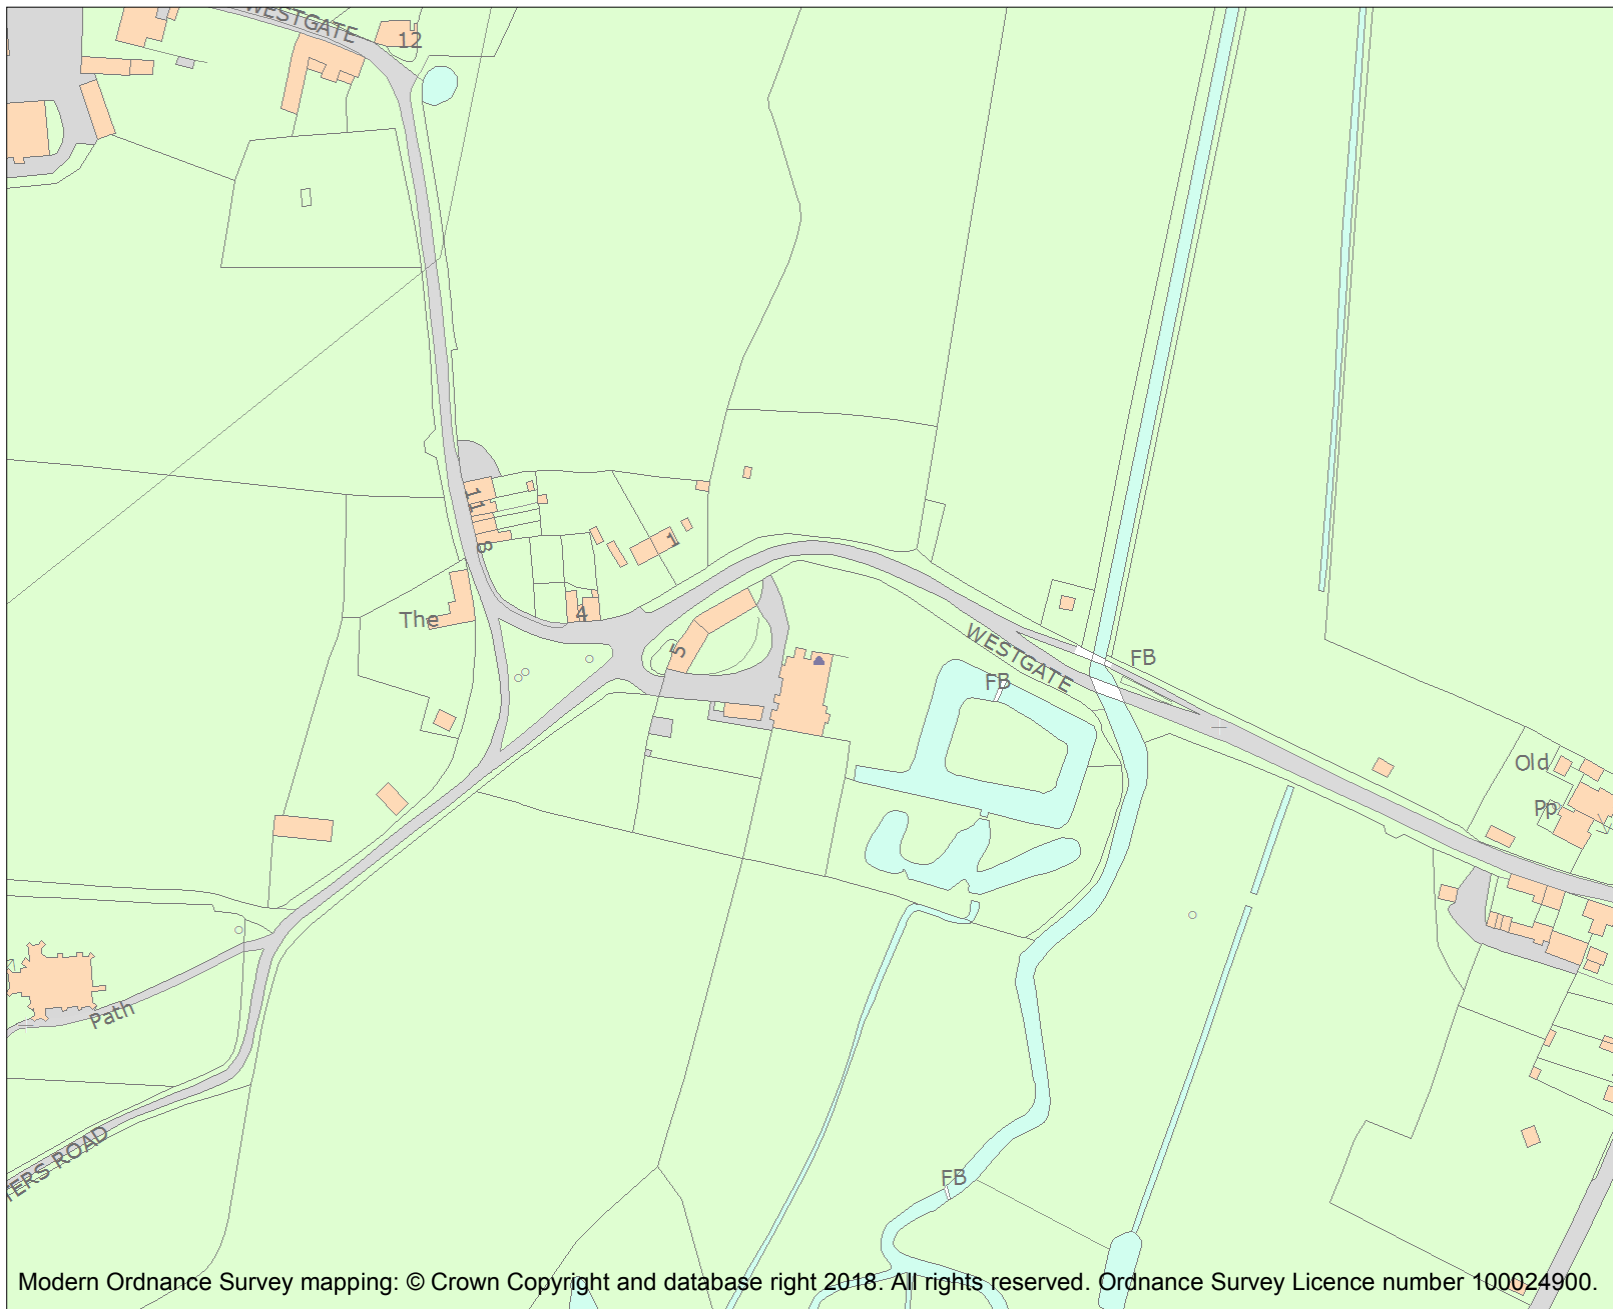 WESTGATE
12
11
8
1
The
4
5
WESTGATE
FB
FB
Old
Pp
Path
TERS ROAD
FB
Modern Ordnance Survey mapping: © Crown Copyright and database right 2018. All rights reserved. Ordnance Survey Licence number 100024900.